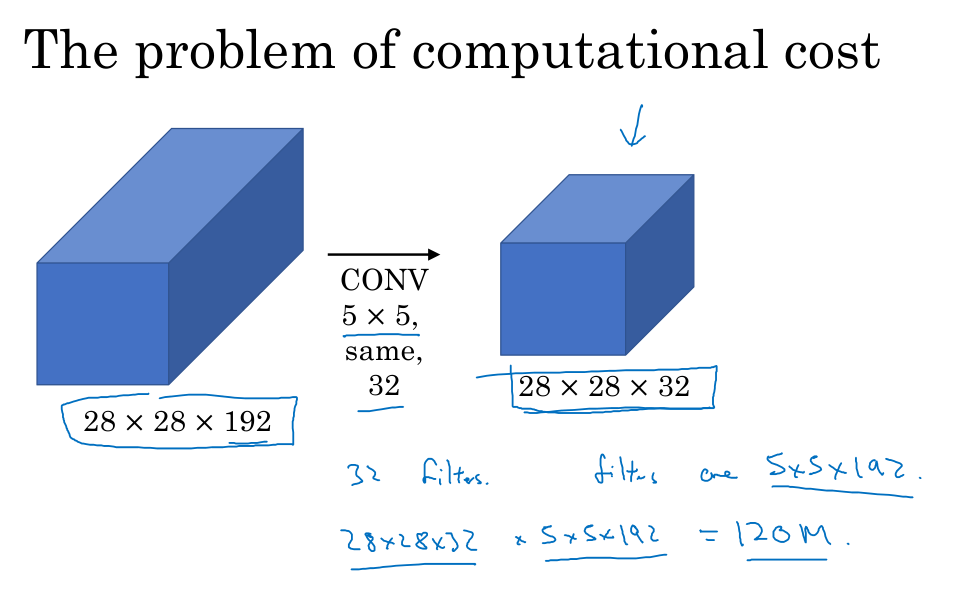 The problem of computational cost
CONV
5 × 5,
same,
32
28 × 28 × 192
28 × 28 × 32
32 filters. filters are 5x5x192.
28x28x32 * 5x5x192 = 120M.